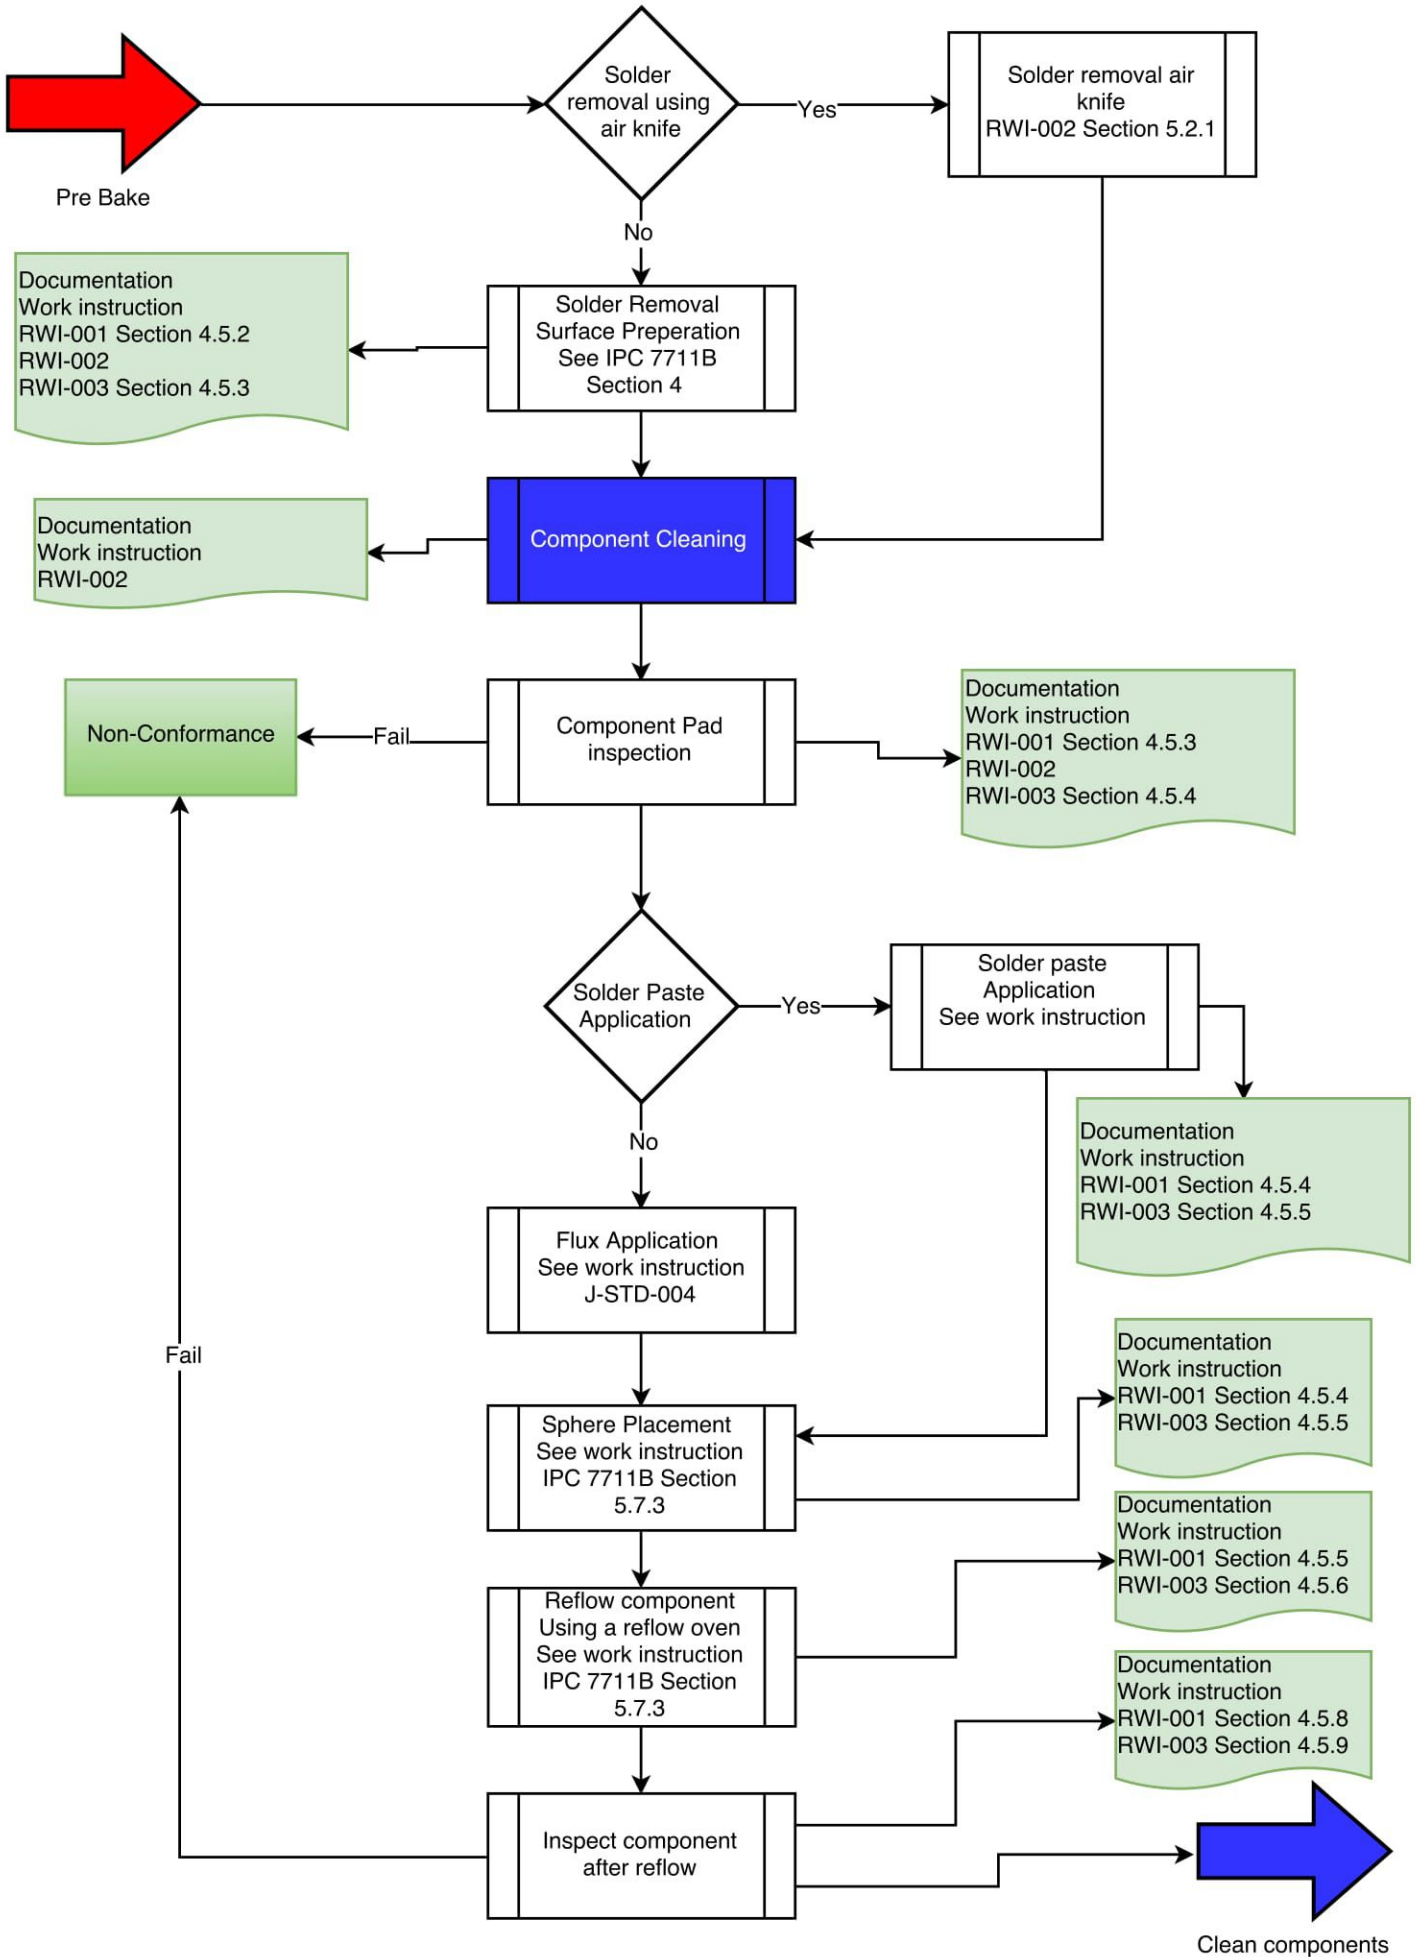 Solder
removal using
air knife
Yes
Solder removal air
knife
RWI-002 Section 5.2.1
Pre Bake
No
Documentation
Work instruction
RWI-001 Section 4.5.2
RWI-002
RWI-003 Section 4.5.3
Solder Removal
Surface Preperation
See IPC 7711B
Section 4
Documentation
Work instruction
RWI-002
Component Cleaning
Non-Conformance
Fail
Component Pad
inspection
Documentation
Work instruction
RWI-001 Section 4.5.3
RWI-002
RWI-003 Section 4.5.4
Solder Paste
Application
Yes
Solder paste
Application
See work instruction
No
Documentation
Work instruction
RWI-001 Section 4.5.4
RWI-003 Section 4.5.5
Flux Application
See work instruction
J-STD-004
Fail
Sphere Placement
See work instruction
IPC 7711B Section
5.7.3
Documentation
Work instruction
RWI-001 Section 4.5.4
RWI-003 Section 4.5.5
Reflow component
Using a reflow oven
See work instruction
IPC 7711B Section
5.7.3
Documentation
Work instruction
RWI-001 Section 4.5.5
RWI-003 Section 4.5.6
Documentation
Work instruction
RWI-001 Section 4.5.8
RWI-003 Section 4.5.9
Inspect component
after reflow
Clean components